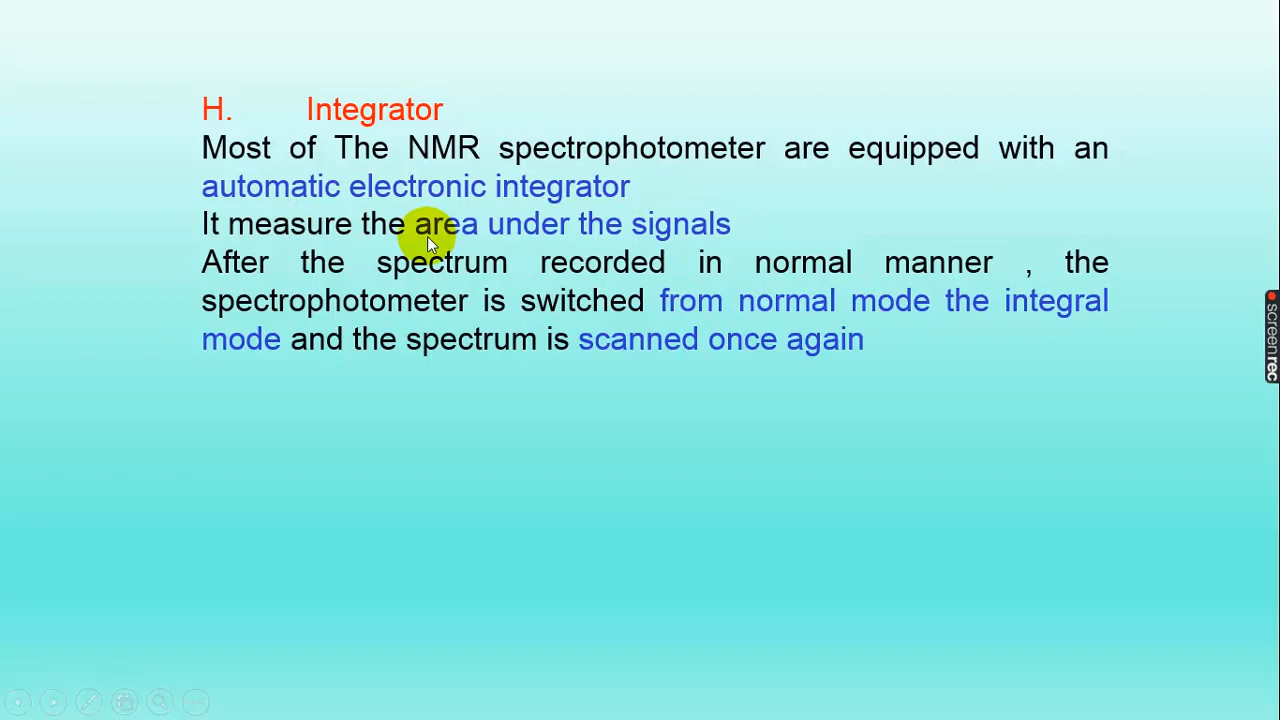 H. Integrator
Most of The NMR spectrophotometer are equipped with an
automatic electronic integrator
It measure the area under the signals
After the spectrum recorded in normal manner , the
spectrophotometer is switched from normal mode the integral
mode and the spectrum is scanned once again
screenrec